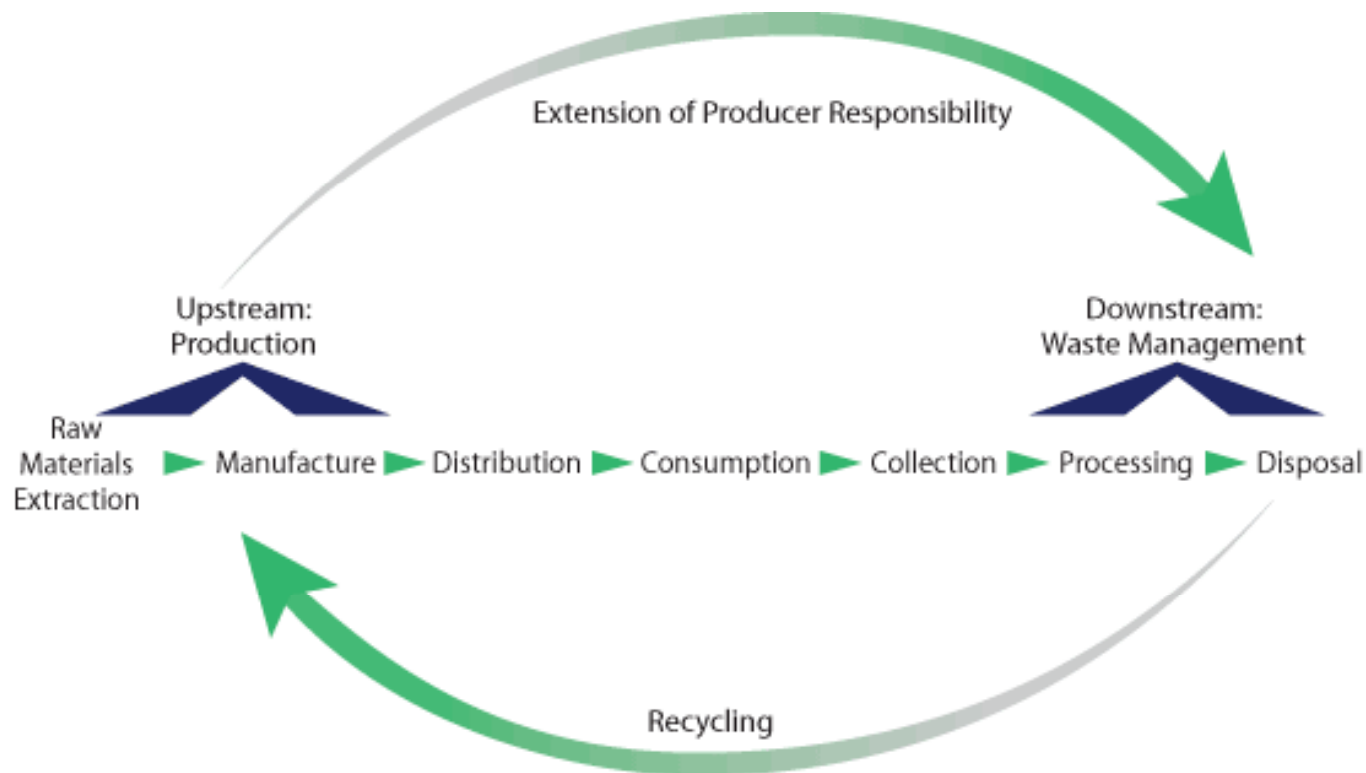 Extension of Producer Responsibility
Upstream:
Production
Downstream:
Waste Management
Raw
Materials
Extraction
Manufacture
Distribution
Consumption
Collection
Processing
Disposal
Recycling